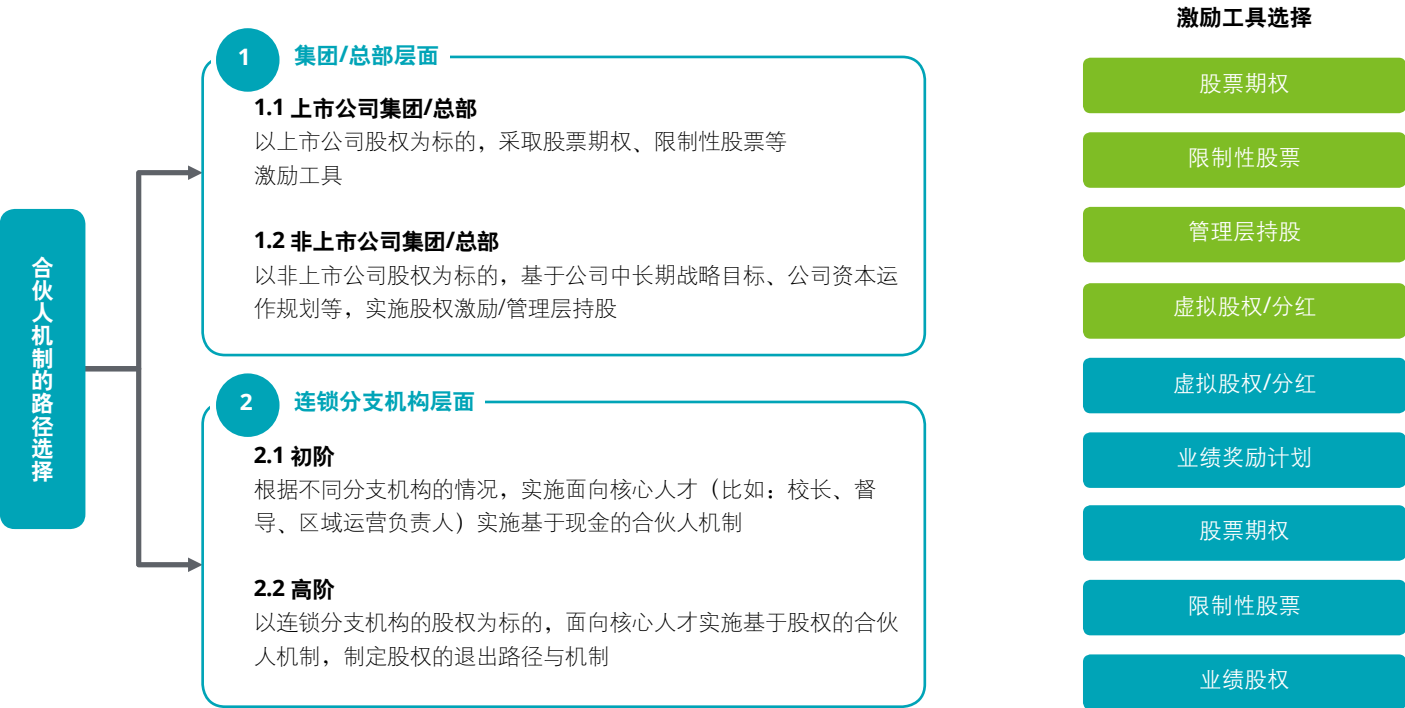 合伙人机制的路径选择
1
集团/总部层面
1.1 上市公司集团/总部
以上市公司股权为标的，采取股票期权、限制性股票等
激励工具
1.2 非上市公司集团/总部
以非上市公司股权为标的，基于公司中长期战略目标、公司资本运
作规划等，实施股权激励/管理层持股
2
连锁分支机构层面
2.1 初阶
根据不同分支机构的情况，实施面向核心人才（比如：校长、督
导、区域运营负责人）实施基于现金的合伙人机制
2.2 高阶
以连锁分支机构的股权为标的，面向核心人才实施基于股权的合伙
人机制，制定股权的退出路径与机制
激励工具选择
股票期权
限制性股票
管理层持股
虚拟股权/分红
虚拟股权/分红
业绩奖励计划
股票期权
限制性股票
业绩股权